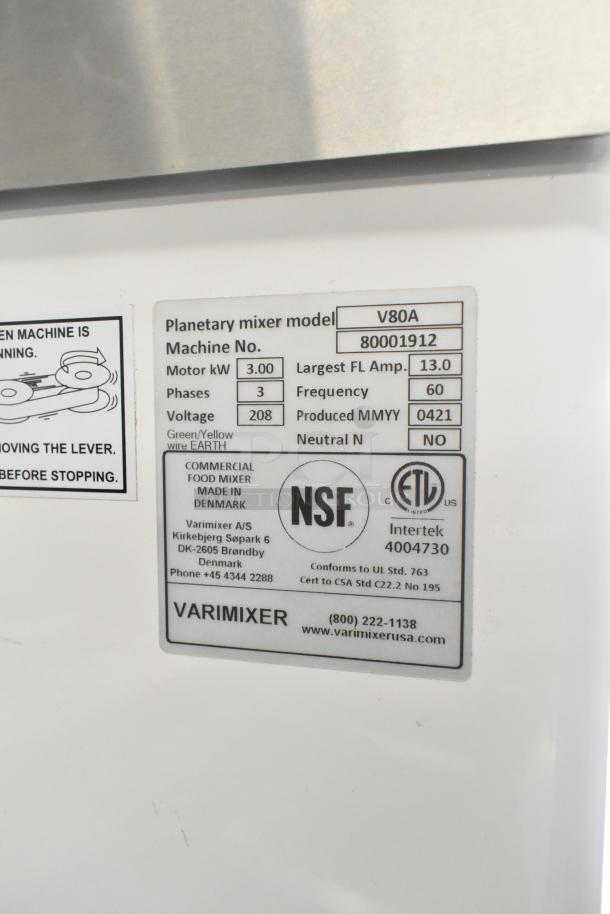 EN MACHINE IS
NNING.
OVING THE LEVER.
BEFORE STOPPING.
Planetary mixer model V80A
Machine No. 80001912
Motor kW 3.00 Largest FL Amp. 13.0
Phases 3 Frequency 60
Voltage 208 Produced MMYY 0421
Green/Yellow
wire EARTH
Neutral N NO
COMMERCIAL
FOOD MIXER
MADE IN
DENMARK
Varimixer A/S
Kirkebjerg Søpark 6
DK-2605 Brøndby
Denmark
Phone +45 4344 2288
NSF®
C ETL US
LISTED
Intertek
4004730
Conforms to UL Std. 763
Cert to CSA Std C22.2 No 195
VARIMIXER
(800) 222-1138
www.varimixerusa.com